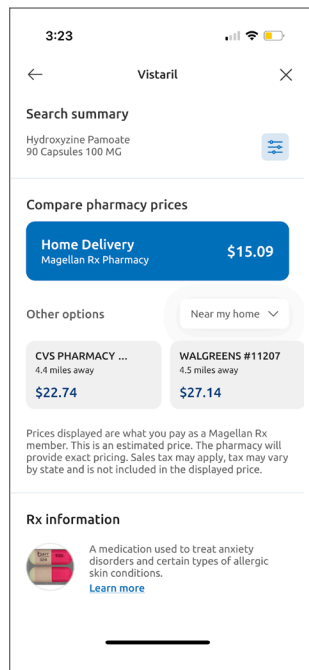 3:23
Vistaril
Search summary
Hydroxyzine Pamoate
90 Capsules 100 MG
Compare pharmacy prices
Home Delivery
Magellan Rx Pharmacy
$15.09
Other options
Near my home
CVS PHARMACY ...
4.4 miles away
$22.74
WALGREENS #11207
4.5 miles away
$27.14
Prices displayed are what you pay as a Magellan Rx
member. This is an estimated price. The pharmacy will
provide exact pricing. Sales tax may apply, tax may vary
by state and is not included in the displayed price.
Rx information
A medication used to treat anxiety
disorders and certain types of allergic
skin conditions.
Learn more